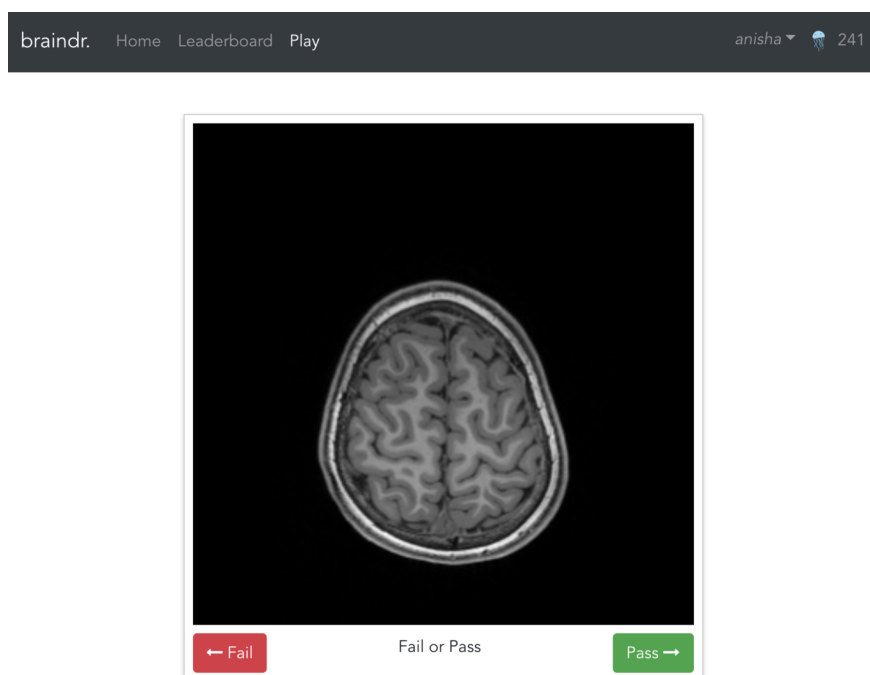 braindr. Home Leaderboard Play anisha 241
Fail or Pass
← Fail
Pass →